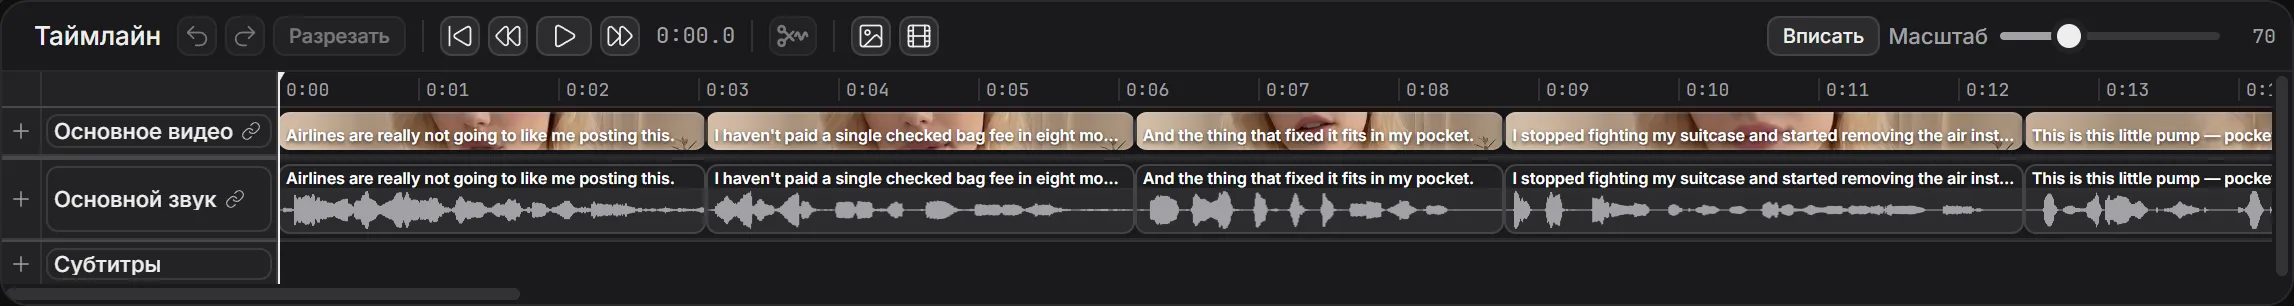 Таймлайн Разрезать 0:00.0 Вписать Масштаб 70
0:00 0:01 0:02 0:03 0:04 0:05 0:06 0:07 0:08 0:09 0:10 0:11 0:12 0:13
Основное видео Airlines are really not going to like me posting this. I haven't paid a single checked bag fee in eight mo... And the thing that fixed it fits in my pocket. I stopped fighting my suitcase and started removing the air inst... This is this little pump — pocke
Основной звук Airlines are really not going to like me posting this. I haven't paid a single checked bag fee in eight mo... And the thing that fixed it fits in my pocket. I stopped fighting my suitcase and started removing the air inst... This is this little pump — pocke
Субтитры